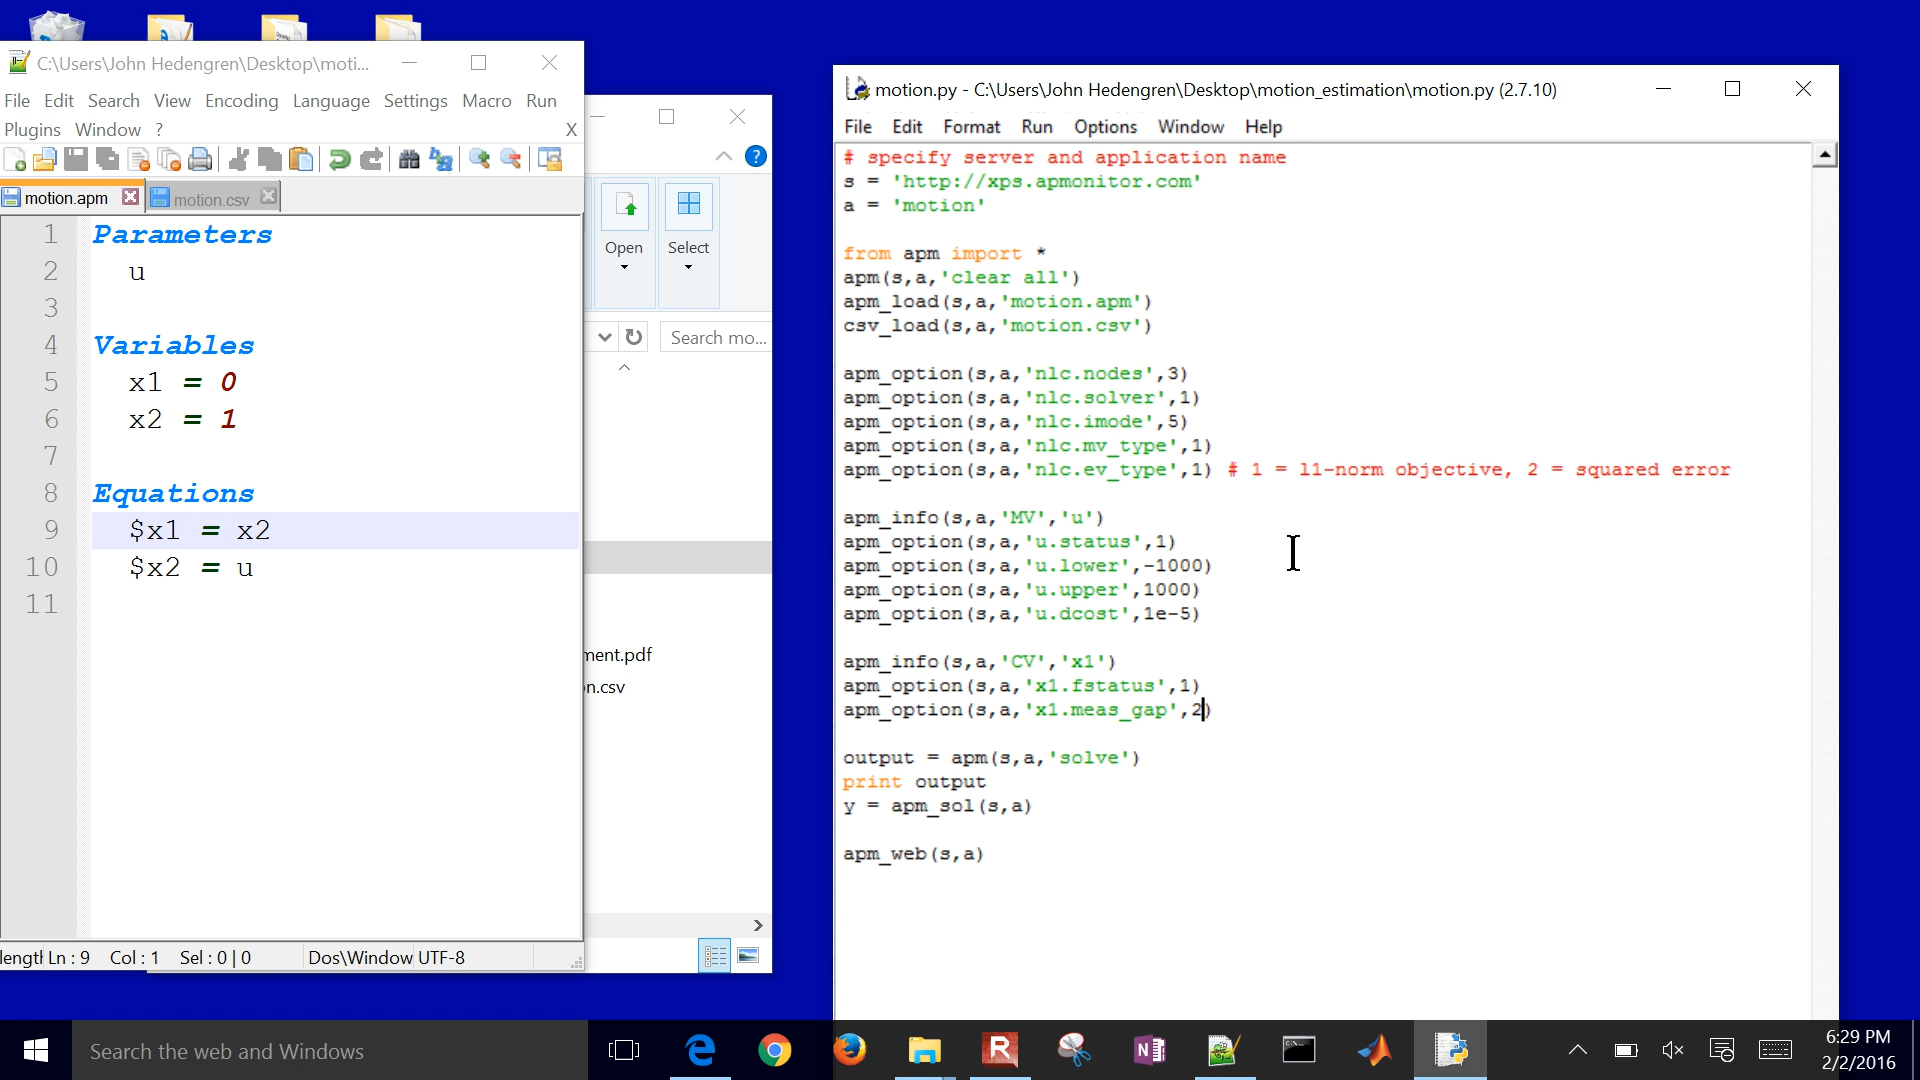 C:\Users\John Hedengren\Desktop\moti...
File Edit Search View Encoding Language Settings Macro Run
Plugins Window ? X
motion.apm motion.csv
1 Parameters
2 u
3
4 Variables
5 x1 = 0
6 x2 = 1
7
8 Equations
9 $x1 = x2
10 $x2 = u
11
Ln : 9 Col : 1 Sel : 0 | 0 Dos\Window UTF-8
Open
Select
Search mo...
ment.pdf
n.csv
motion.py - C:\Users\John Hedengren\Desktop\motion_estimation\motion.py (2.7.10)
File Edit Format Run Options Window Help
# specify server and application name
s = 'http://xps.apmonitor.com'
a = 'motion'
from apm import *
apm(s,a,'clear all')
apm_load(s,a,'motion.apm')
csv_load(s,a,'motion.csv')
apm_option(s,a,'nlc.nodes',3)
apm_option(s,a,'nlc.solver',1)
apm_option(s,a,'nlc.imode',5)
apm_option(s,a,'nlc.mv_type',1)
apm_option(s,a,'nlc.ev_type',1) # 1 = l1-norm objective, 2 = squared error
apm_info(s,a,'MV','u')
apm_option(s,a,'u.status',1)
apm_option(s,a,'u.lower',-1000)
apm_option(s,a,'u.upper',1000)
apm_option(s,a,'u.dcost',1e-5)
apm_info(s,a,'CV','x1')
apm_option(s,a,'x1.fstatus',1)
apm_option(s,a,'x1.meas_gap',2)
output = apm(s,a,'solve')
print output
y = apm_sol(s,a)
apm_web(s,a)
Search the web and Windows
6:29 PM
2/2/2016